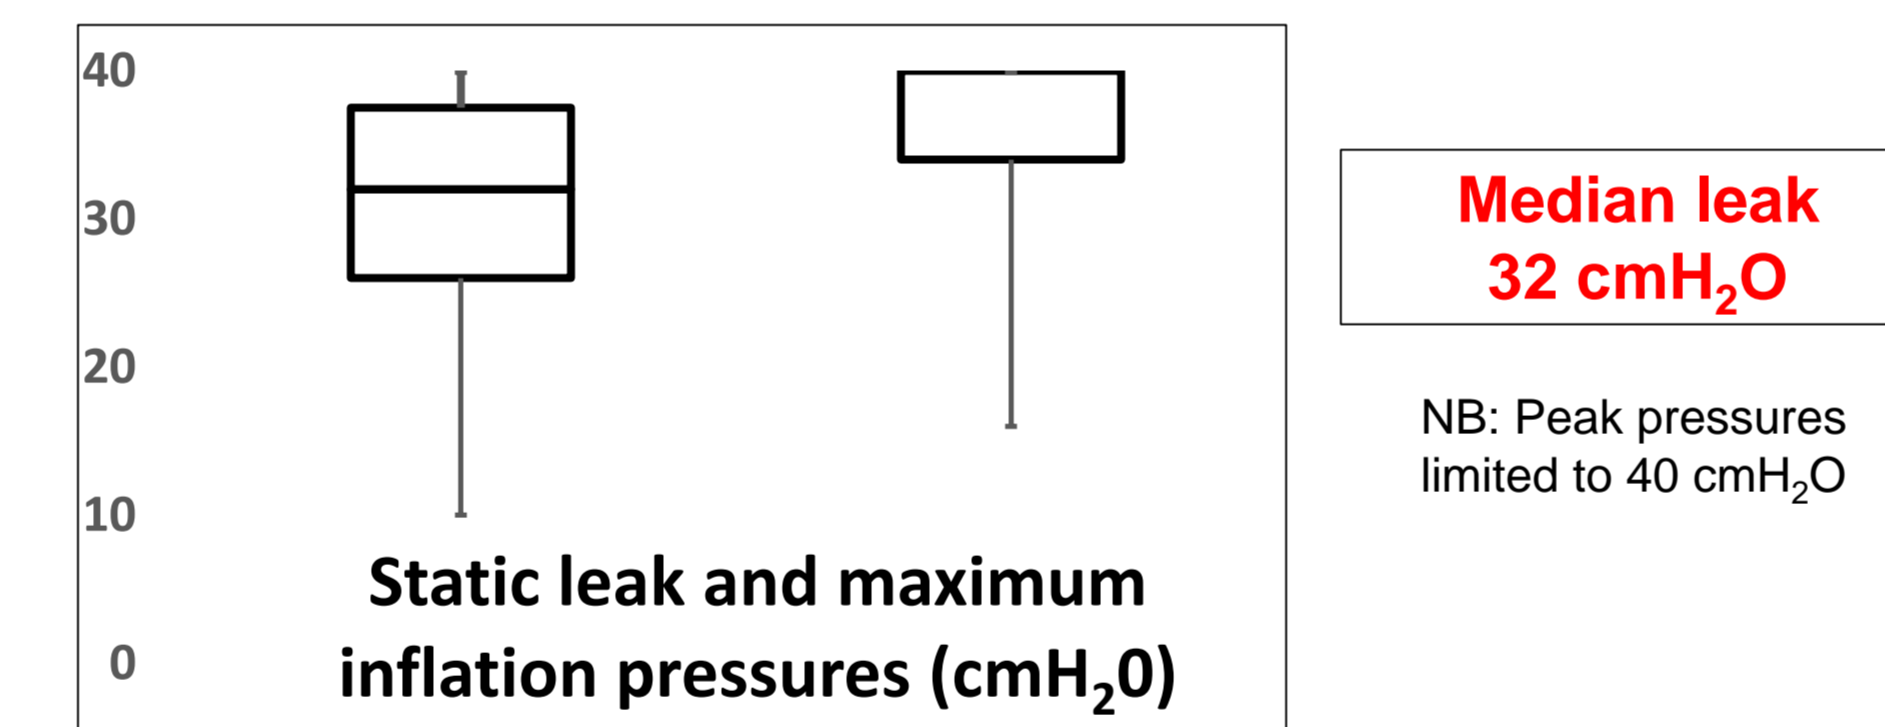 40
30
20
10
0
Static leak and maximum
inflation pressures (cmH₂0)
Median leak
32 cmH₂O
NB: Peak pressures
limited to 40 cmH₂O